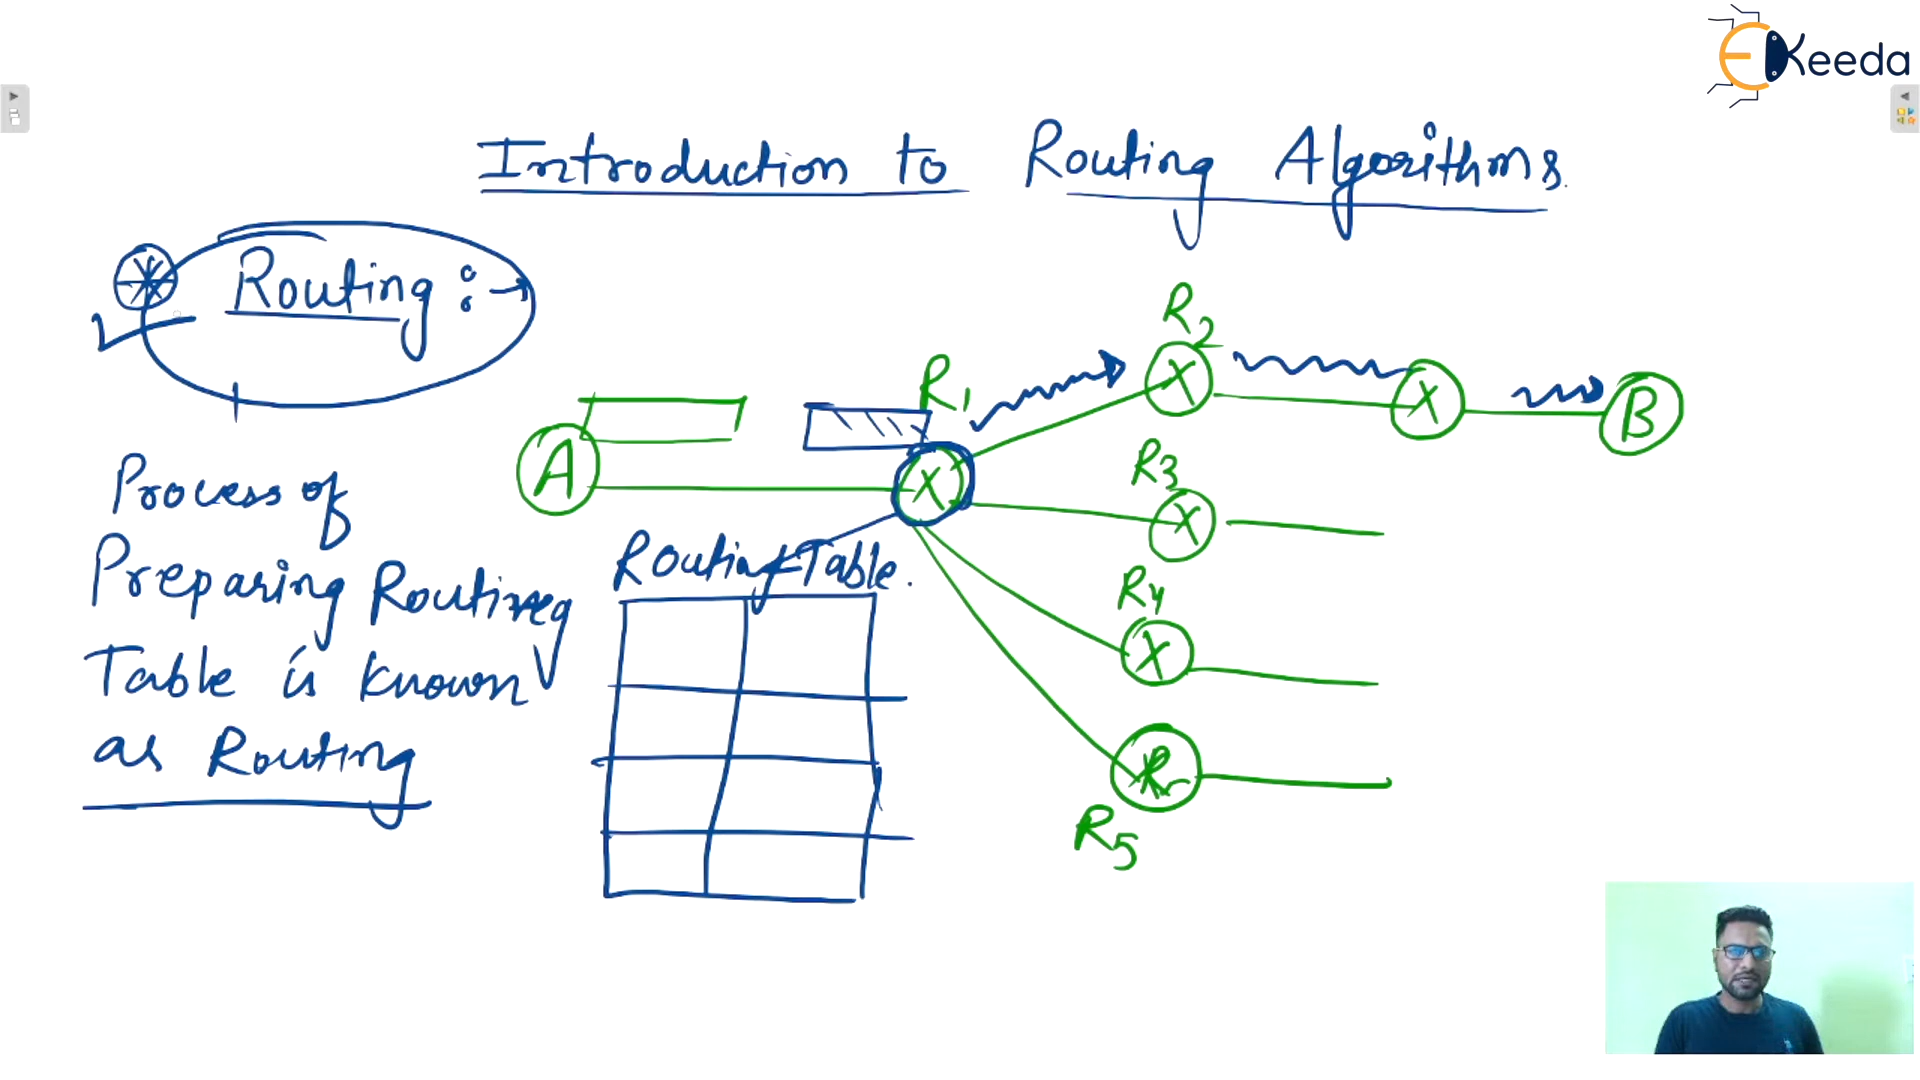 EKeeda
Introduction to Routing Algorithms.
Routing :→
Process of
Preparing Routing
Table is known
as Routing
A
R1
X
R2
X
X
B
R3
X
R4
X
R5
Routing Table.